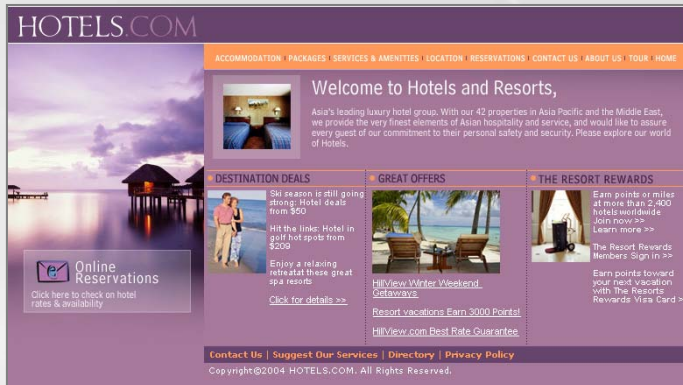 HOTELS.COM
ACCOMMODATION PACKAGES SERVICES & AMENITIES LOCATION RESERVATIONS CONTACT US ABOUT US TOUR HOME
Welcome to Hotels and Resorts,
Asia's leading luxury hotel group. With our 42 properties in Asia Pacific and the Middle East,
we provide the very finest elements of Asian hospitality and service, and would like to assure
every guest of our commitment to their personal safety and security. Please explore our world
of Hotels.
DESTINATION DEALS
Ski season is still going
strong: Hotel deals
from $50
Hit the links: Hotel in
golf hot spots from
$209
Enjoy a relaxing
retreatat these great
spa resorts
Click for details >>
GREAT OFFERS
HillView Winter Weekend
Getaways
Resort vacations Earn 3000 Points!
HillView.com Best Rate Guarantee
THE RESORT REWARDS
Earn points or miles
at more than 2,400
hotels worldwide
Join now >>
Learn more >>
The Resort Rewards
Members Sign in >>
Earn points toward
your next vacation
with The Resorts
Rewards Visa Card >
Online
Reservations
Click here to check on hotel
rates & availability
Contact Us | Suggest Our Services | Directory | Privacy Policy
Copyright©2004 HOTELS.COM. All Rights Reserved.